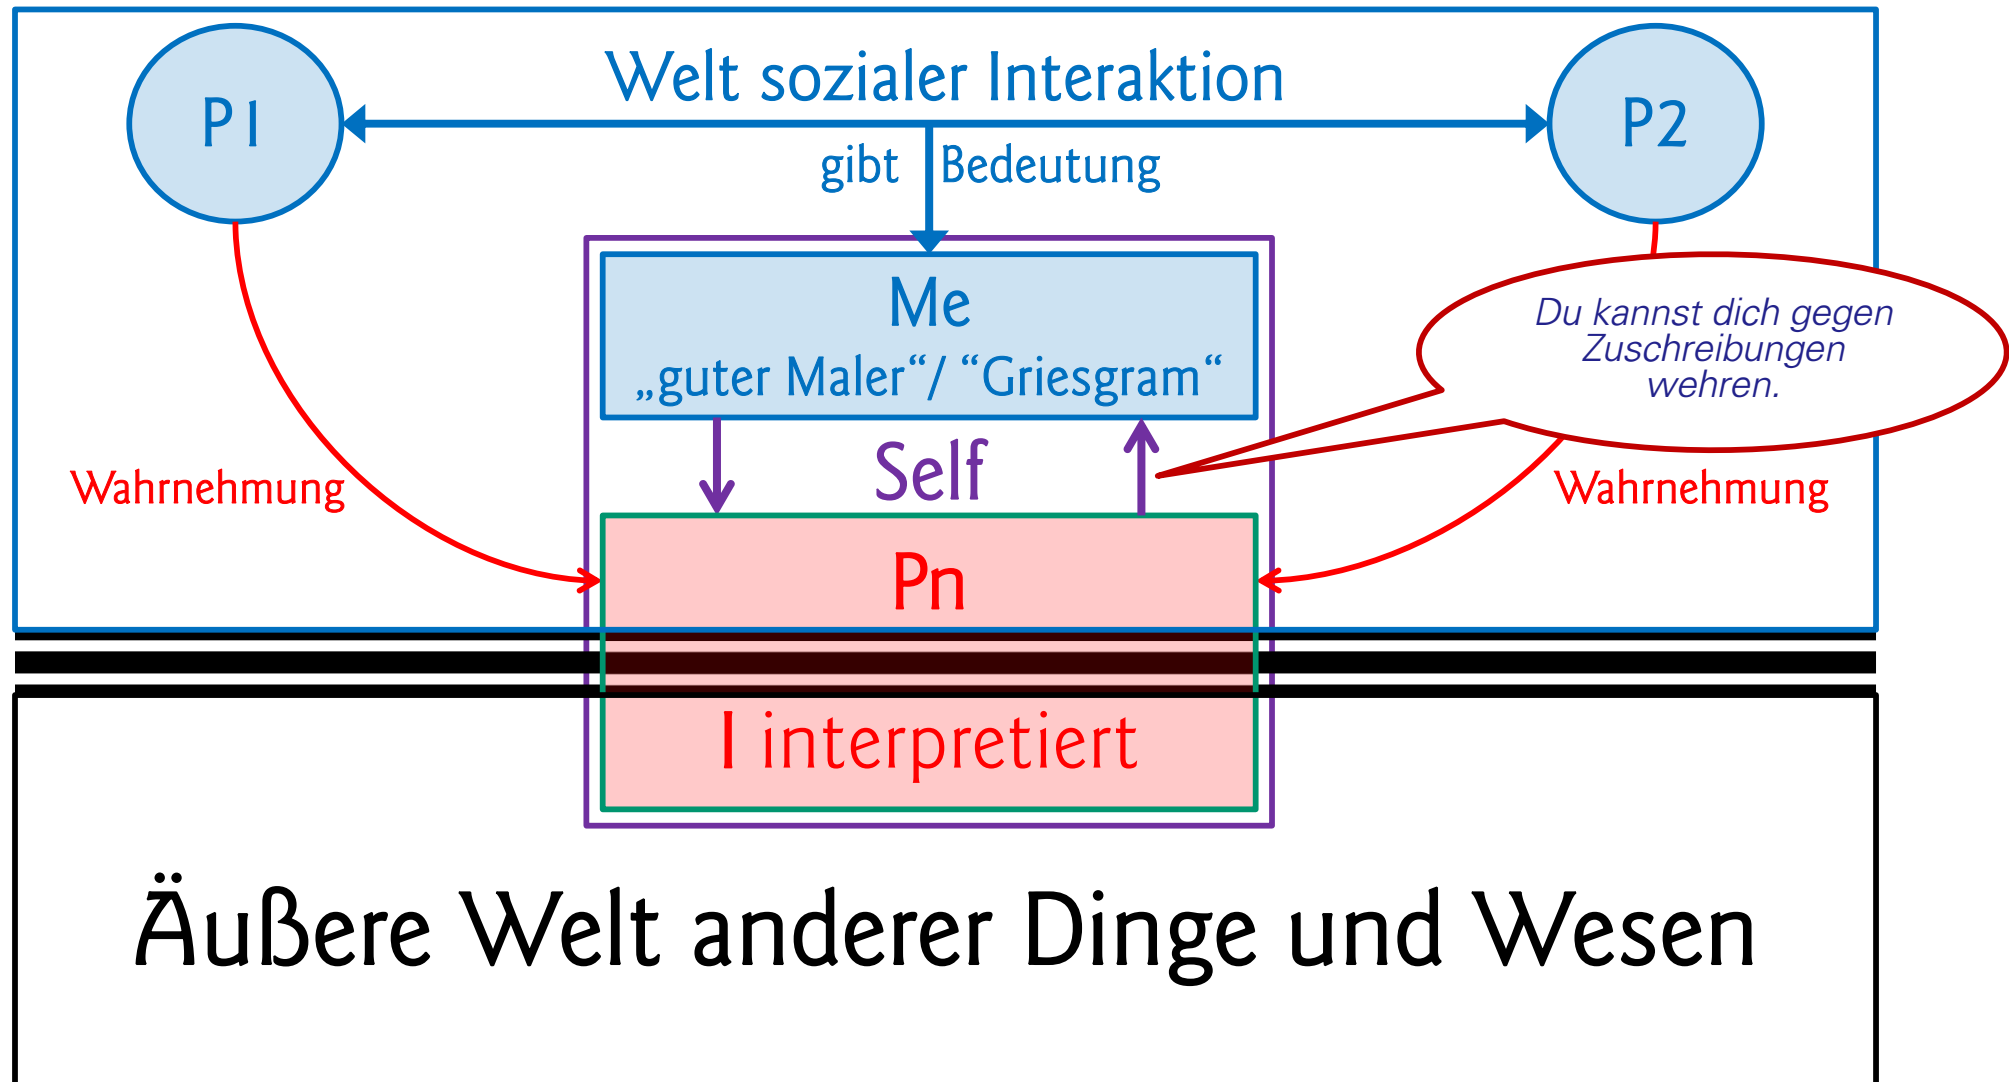 Welt sozialer Interaktion
P1
P2
gibt Bedeutung
Me
„guter Maler“/ “Griesgram“
Du kannst dich gegen
Zuschreibungen
wehren.
Self
Wahrnehmung
Wahrnehmung
Pn
I interpretiert
Äußere Welt anderer Dinge und Wesen